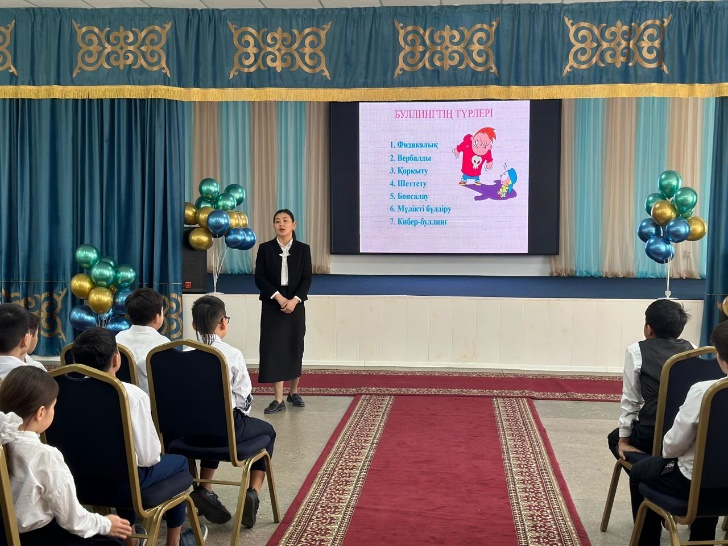 БУЛЛИНГТІҢ ТҮРЛЕРІ
1. Физикалық
2. Вербалды
3. Қорқыту
4. Шеттету
5. Бопсалау
6. Мүлікті бүлдіру
7. Кибер-буллинг